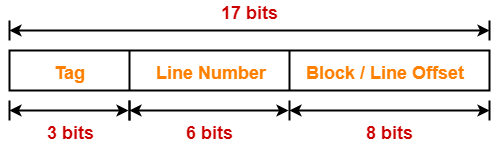 17 bits
Tag Line Number Block / Line Offset
3 bits 6 bits 8 bits